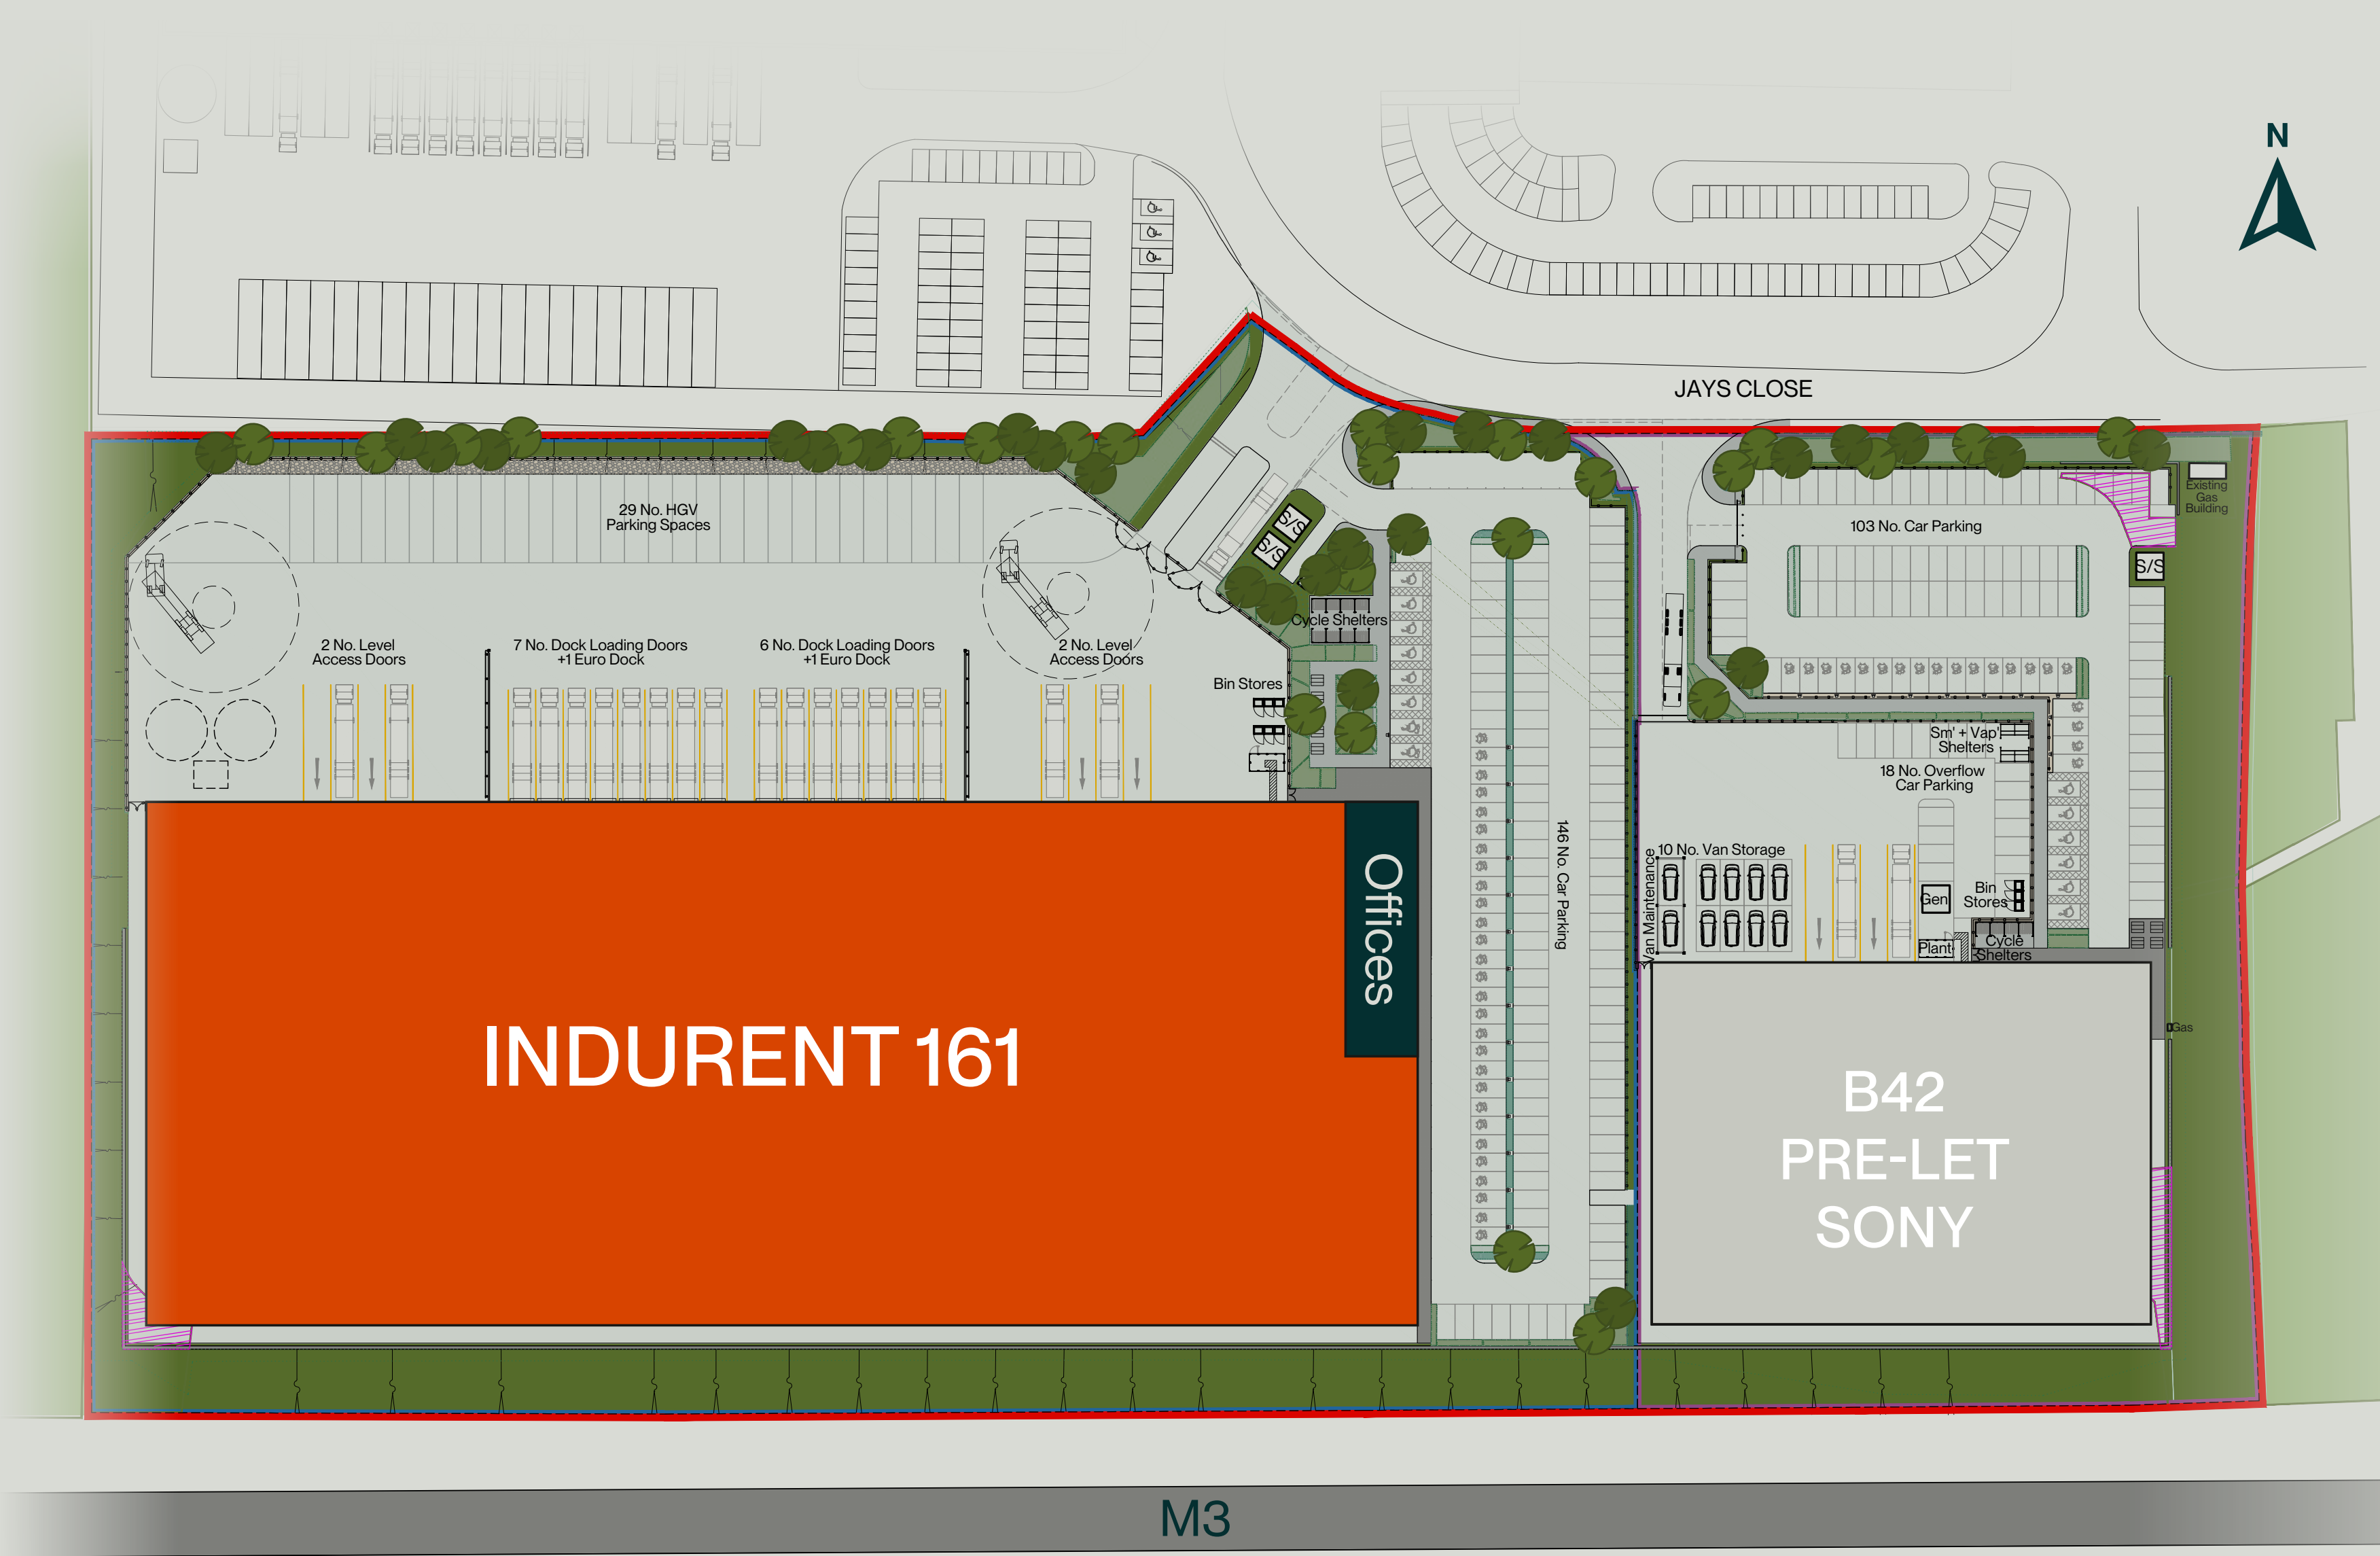 N
JAYS CLOSE
29 No. HGV
Parking Spaces
S/S
S/S
103 No. Car Parking
Existing
Gas
Building
S/S
2 No. Level
Access Doors
7 No. Dock Loading Doors
+1 Euro Dock
6 No. Dock Loading Doors
+1 Euro Dock
2 No. Level
Access Doors
Cycle Shelters
Bin Stores
Sm' + Vap'
Shelters
18 No. Overflow
Car Parking
146 No. Car Parking
10 No. Van Storage
Van Maintenance
Gen
Bin
Stores
Plant
Cycle
Shelters
Offices
INDURENT 161
Gas
B42
PRE-LET
SONY
M3